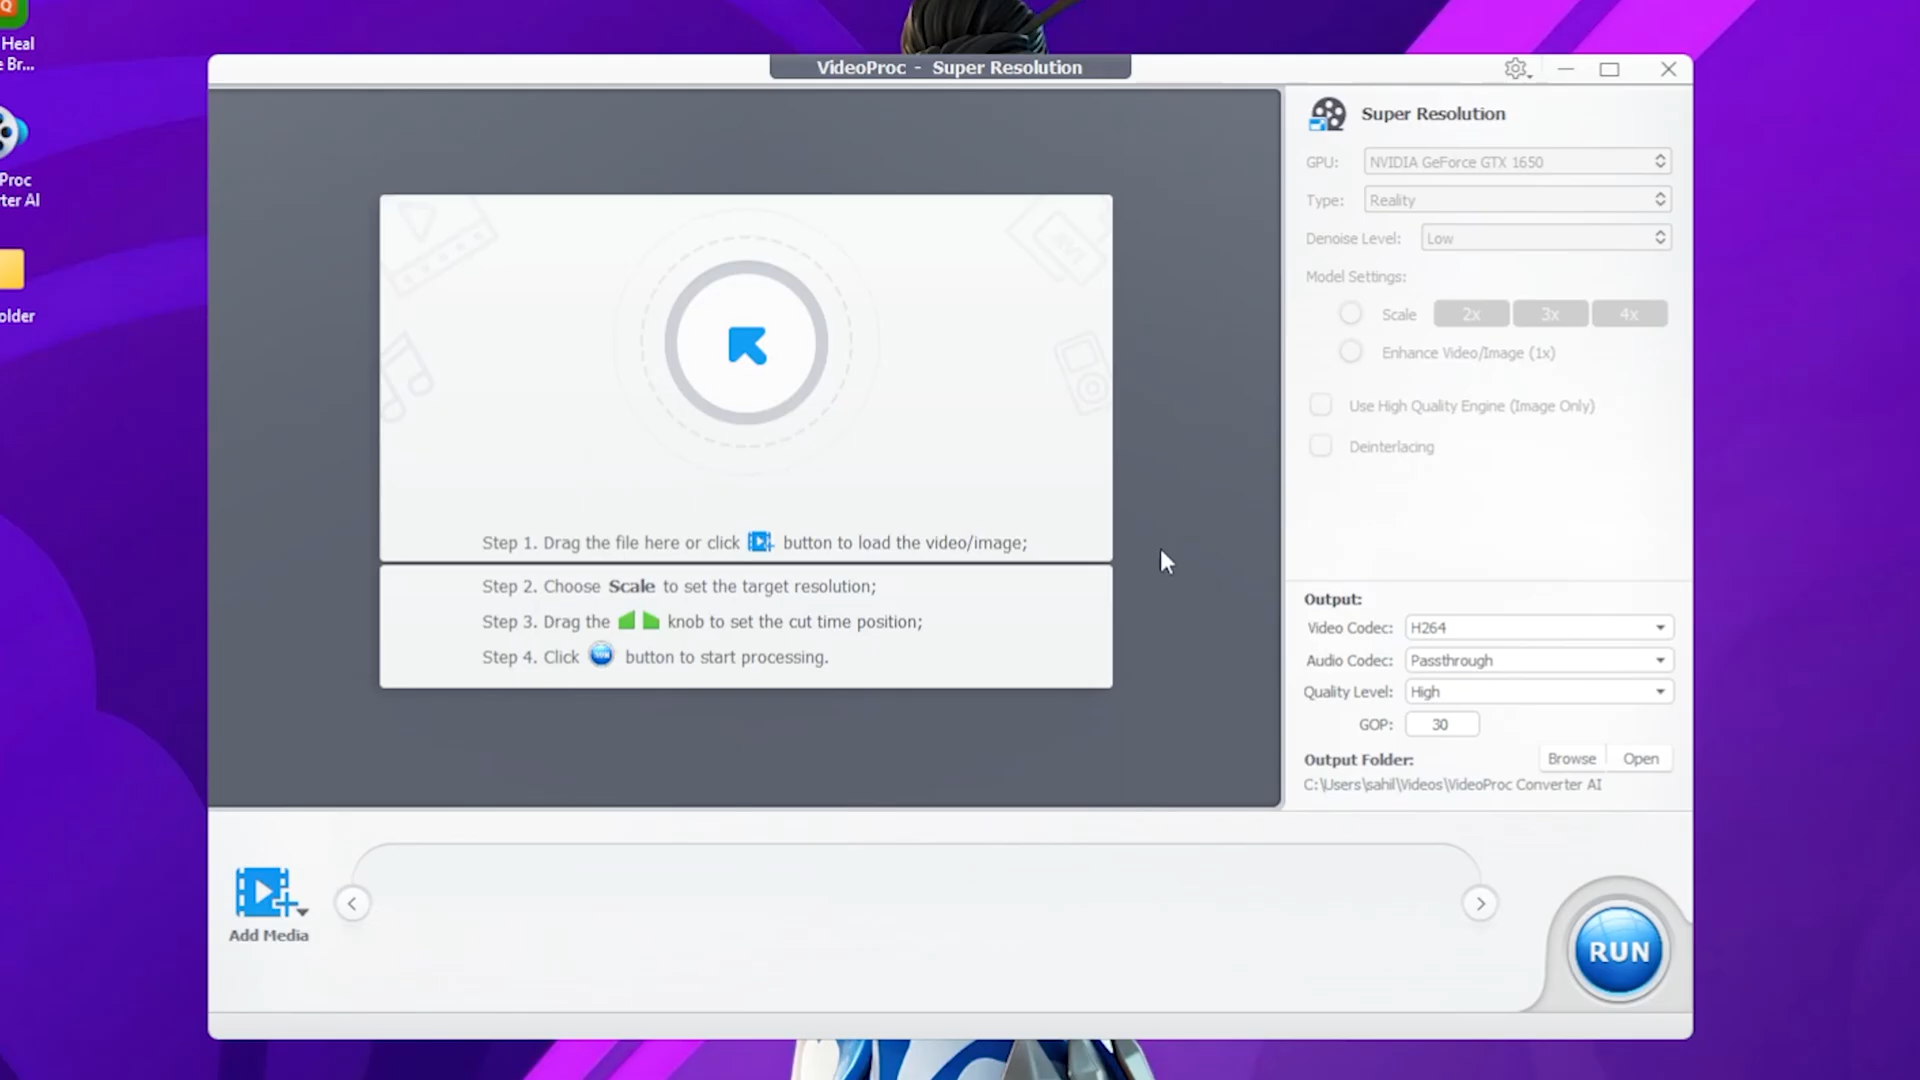 Heal
e Br...
Proc
ter AI
older
VideoProc - Super Resolution
Step 1. Drag the file here or click button to load the video/image;
Step 2. Choose Scale to set the target resolution;
Step 3. Drag the knob to set the cut time position;
Step 4. Click button to start processing.
Super Resolution
GPU: NVIDIA GeForce GTX 1650
Type: Reality
Denoise Level: Low
Model Settings:
Scale 2x 3x 4x
Enhance Video/Image (1x)
Use High Quality Engine (Image Only)
Deinterlacing
Output:
Video Codec: H264
Audio Codec: Passthrough
Quality Level: High
GOP: 30
Output Folder: Browse Open
C:\Users\sahil\Videos\VideoProc Converter AI
Add Media
RUN